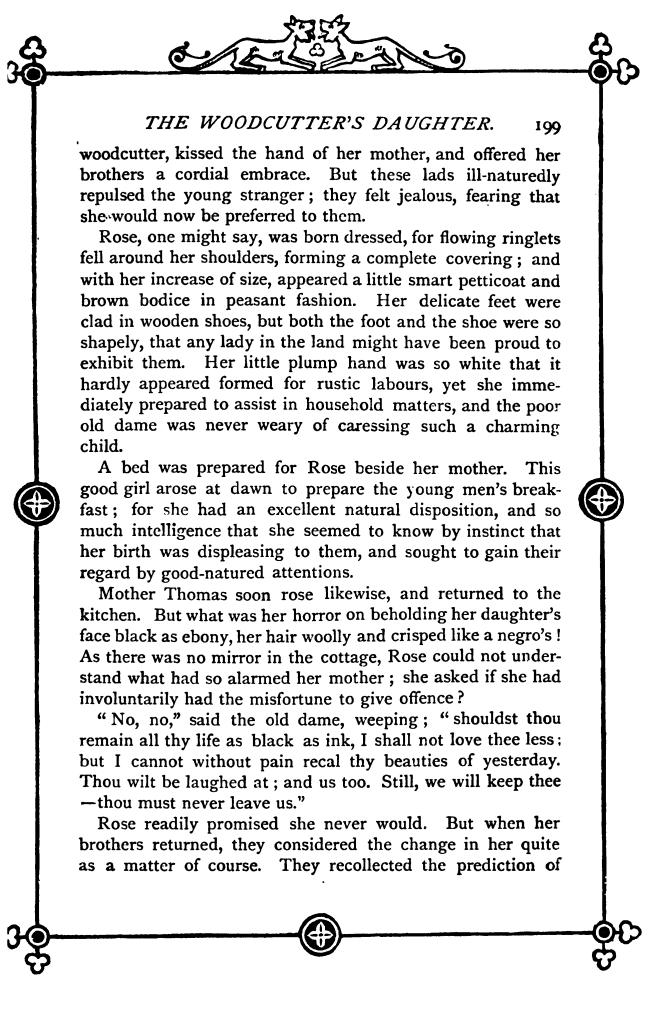 THE WOODCUTTER'S DAUGHTER. 199
woodcutter, kissed the hand of her mother, and offered her
brothers a cordial embrace. But these lads ill-naturedly
repulsed the young stranger; they felt jealous, fearing that
she would now be preferred to them.
Rose, one might say, was born dressed, for flowing ringlets
fell around her shoulders, forming a complete covering; and
with her increase of size, appeared a little smart petticoat and
brown bodice in peasant fashion. Her delicate feet were
clad in wooden shoes, but both the foot and the shoe were so
shapely, that any lady in the land might have been proud to
exhibit them. Her little plump hand was so white that it
hardly appeared formed for rustic labours, yet she imme-
diately prepared to assist in household matters, and the poor
old dame was never weary of caressing such a charming
child.
A bed was prepared for Rose beside her mother. This
good girl arose at dawn to prepare the young men's break-
fast; for she had an excellent natural disposition, and so
much intelligence that she seemed to know by instinct that
her birth was displeasing to them, and sought to gain their
regard by good-natured attentions.
Mother Thomas soon rose likewise, and returned to the
kitchen. But what was her horror on beholding her daughter's
face black as ebony, her hair woolly and crisped like a negro's!
As there was no mirror in the cottage, Rose could not under-
stand what had so alarmed her mother; she asked if she had
involuntarily had the misfortune to give offence?
"No, no," said the old dame, weeping; "shouldst thou
remain all thy life as black as ink, I shall not love thee less;
but I cannot without pain recal thy beauties of yesterday.
Thou wilt be laughed at; and us too. Still, we will keep thee
—thou must never leave us."
Rose readily promised she never would. But when her
brothers returned, they considered the change in her quite
as a matter of course. They recollected the prediction of